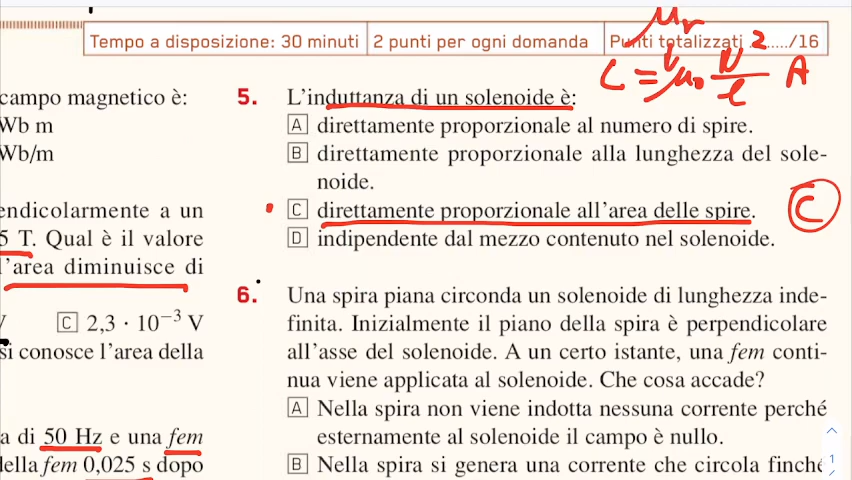 Tempo a disposizione: 30 minuti 2 punti per ogni domanda Punti totalizzati ......../16
μr
L = μ0 N² / l A
campo magnetico è:
Wb m
Wb/m
endicolarmente a un
5 T. Qual è il valore
l'area diminuisce di
V C 2,3 · 10⁻³ V
si conosce l'area della
a di 50 Hz e una fem
della fem 0,025 s dopo
5. L'induttanza di un solenoide è:
A direttamente proporzionale al numero di spire.
B direttamente proporzionale alla lunghezza del sole-
noide.
C direttamente proporzionale all'area delle spire.
C
D indipendente dal mezzo contenuto nel solenoide.
6. Una spira piana circonda un solenoide di lunghezza inde-
finita. Inizialmente il piano della spira è perpendicolare
all'asse del solenoide. A un certo istante, una fem conti-
nua viene applicata al solenoide. Che cosa accade?
A Nella spira non viene indotta nessuna corrente perché
esternamente al solenoide il campo è nullo.
B Nella spira si genera una corrente che circola finché
1